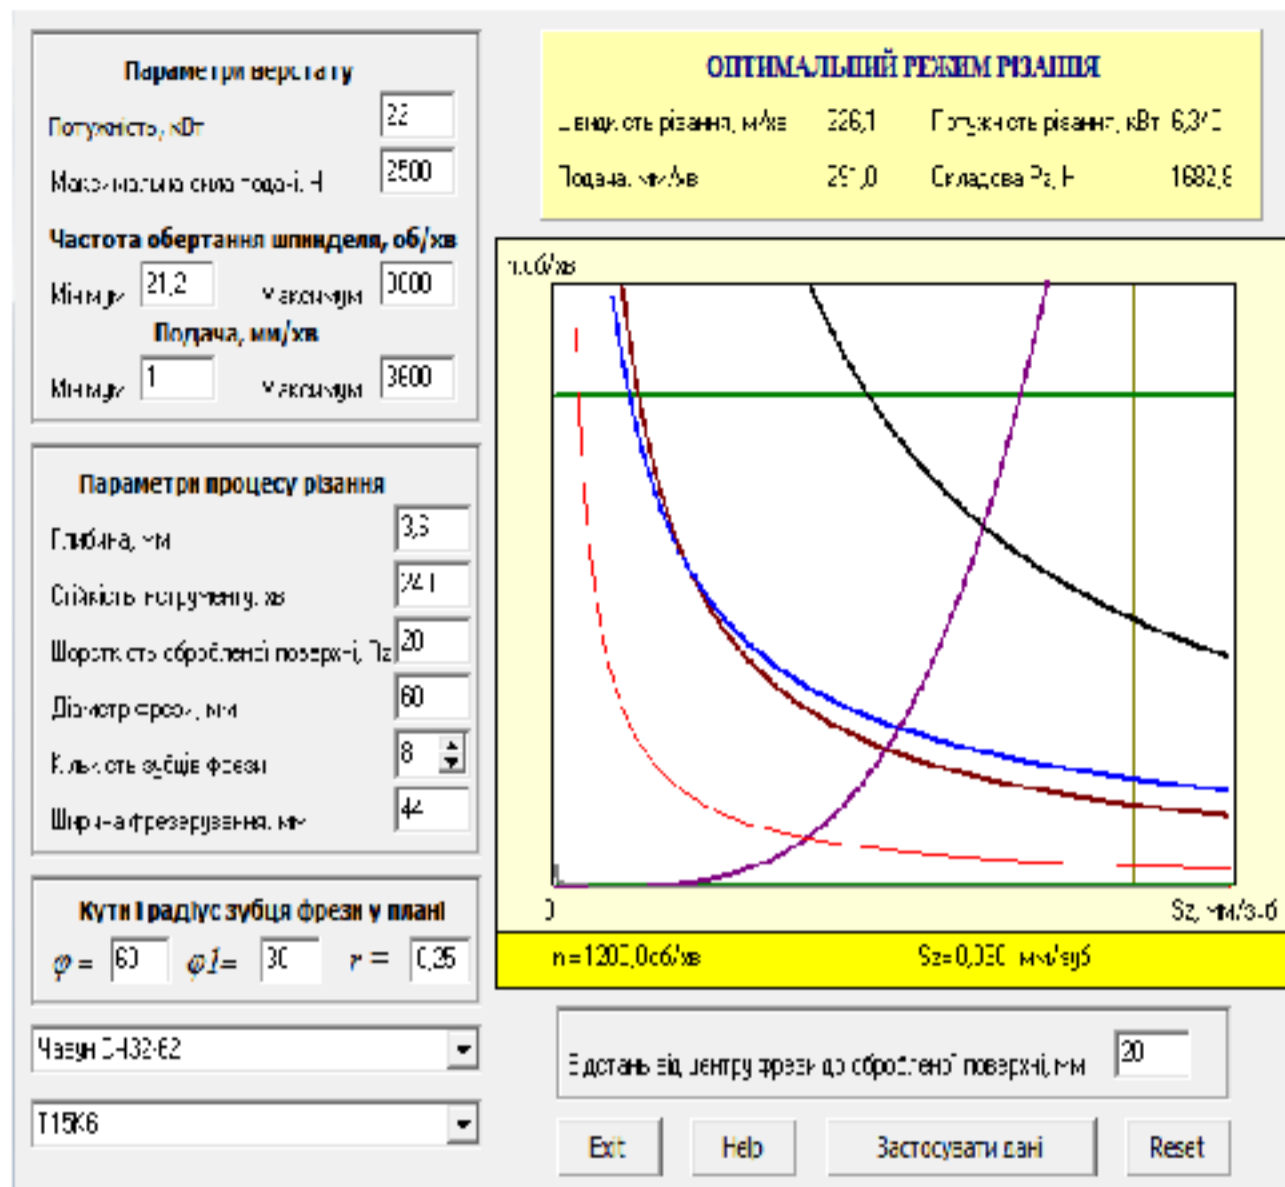 Параметри верстату
Потужність, кВт 22
Максимальна сила подачі, Н 2500
Частота обертання шпинделя, об/хв
Мінімум 21,2 Максимум
Подача, мм/хв
Мінімум 1 Максимум 3600
Параметри процесу різання
Глибина, мм
Стійкість інструменту, хв
Шорсткість обробленої поверхні, Rz 20
Діаметр фрези, мм 60
Кількість зубців фрези 8
Ширина фрезерування, мм 44
Кути і радіус зубця фрези у плані
φ = 60 φ1= 30 r = 0,25
Чавун
T15K6
ОПТИМАЛЬНИЙ РЕЖИМ РІЗАННЯ
Швидкість різання, м/хв 226,1 Потужність різання, кВт
Подача, мм/хв Складова Pz, Н 1682,8
n,об/хв
0 Sz, мм/зуб
n=1200,0об/хв мм/зуб
Відстань від центру фрези до обробленої поверхні, мм 20
Exit Help Застосувати дані Reset